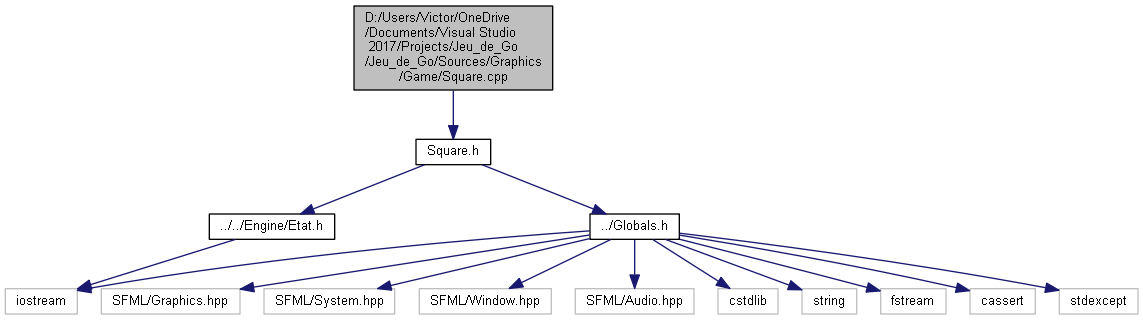 D:/Users/Victor/OneDrive
/Documents/Visual Studio
2017/Projects/Jeu_de_Go
/Jeu_de_Go/Sources/Graphics
/Game/Square.cpp
Square.h
../../Engine/Etat.h
../Globals.h
iostream
SFML/Graphics.hpp
SFML/System.hpp
SFML/Window.hpp
SFML/Audio.hpp
cstdlib
string
fstream
cassert
stdexcept